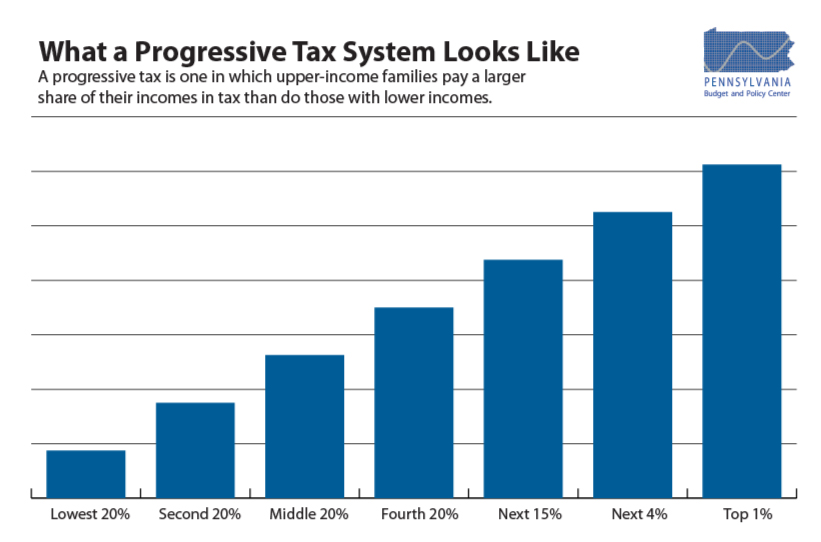 What a Progressive Tax System Looks Like
A progressive tax is one in which upper-income families pay a larger
share of their incomes in tax than do those with lower incomes.
PENNSYLVANIA
Budget and Policy Center
Lowest 20%
Second 20%
Middle 20%
Fourth 20%
Next 15%
Next 4%
Top 1%